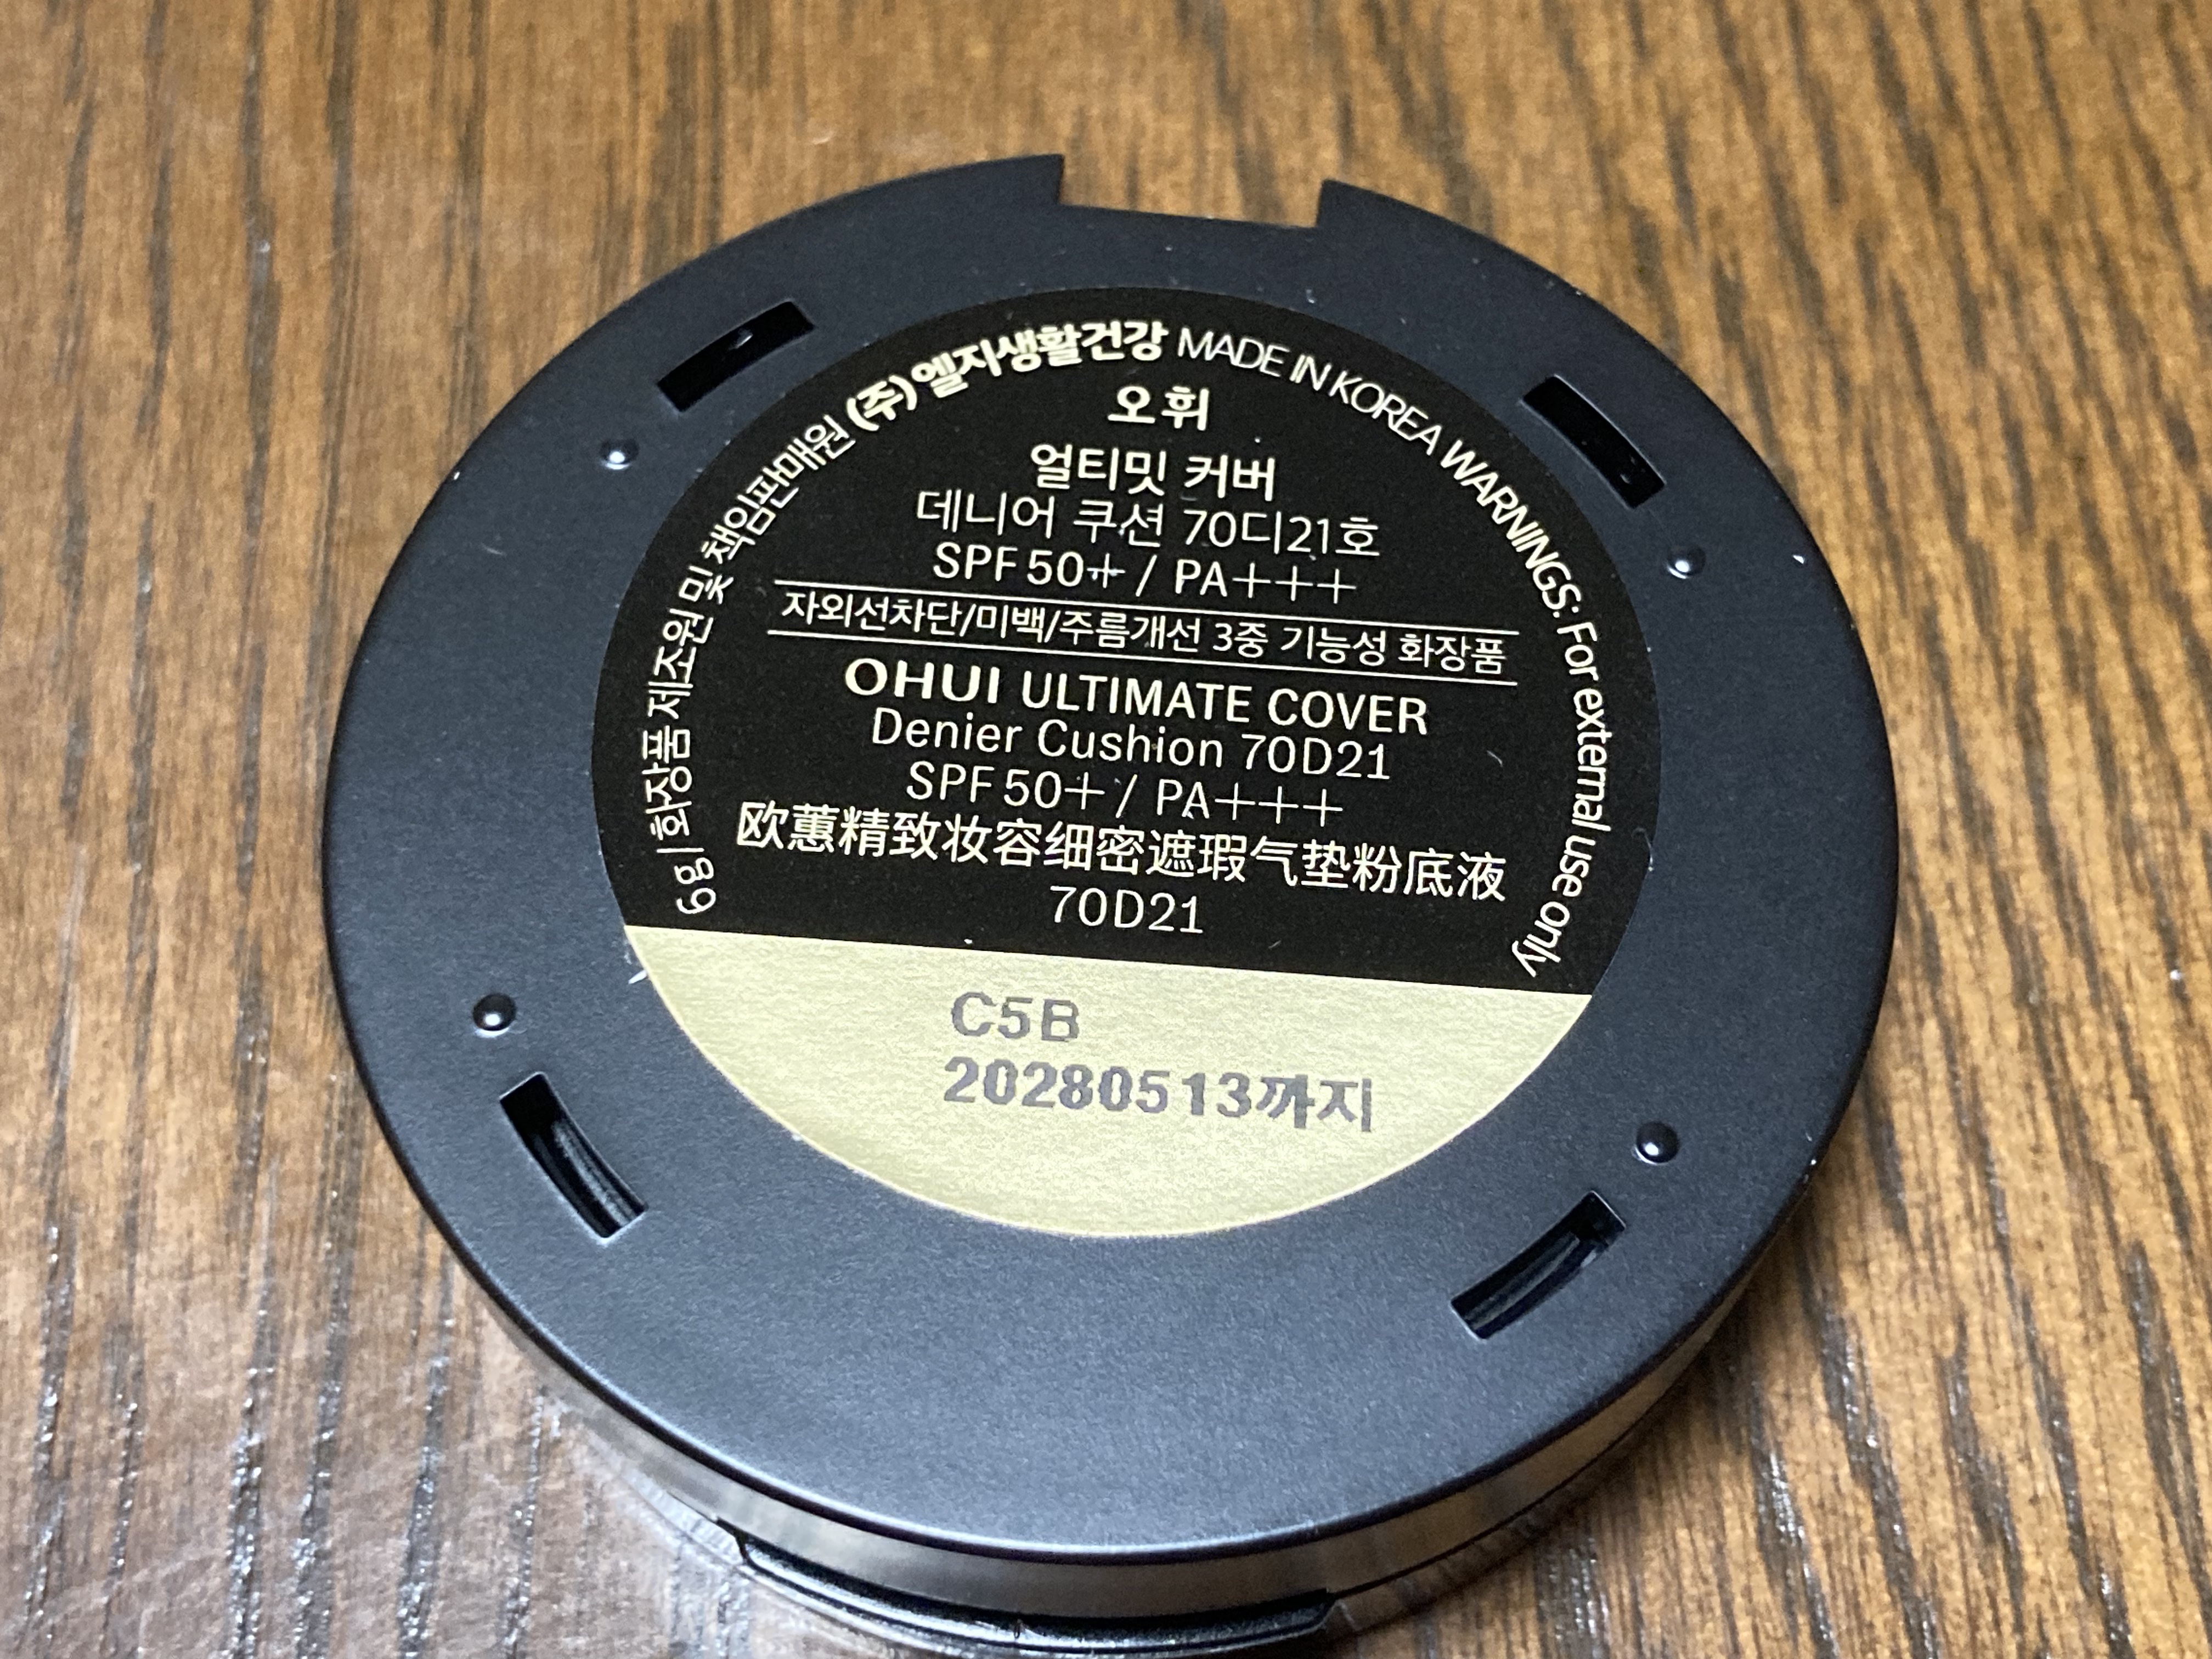 6g | 화장품제조원 및 책임판매원 (주)엘지생활건강 MADE IN KOREA WARNINGS: For external use only
오휘
얼티밋 커버
데니어 쿠션 70디21호
SPF 50+ / PA+++
자외선차단/미백/주름개선 3중 기능성 화장품
OHUI ULTIMATE COVER
Denier Cushion 70D21
SPF 50+ / PA+++
欧蕙精致妆容细密遮瑕气垫粉底液
70D21
C5B
20280513까지